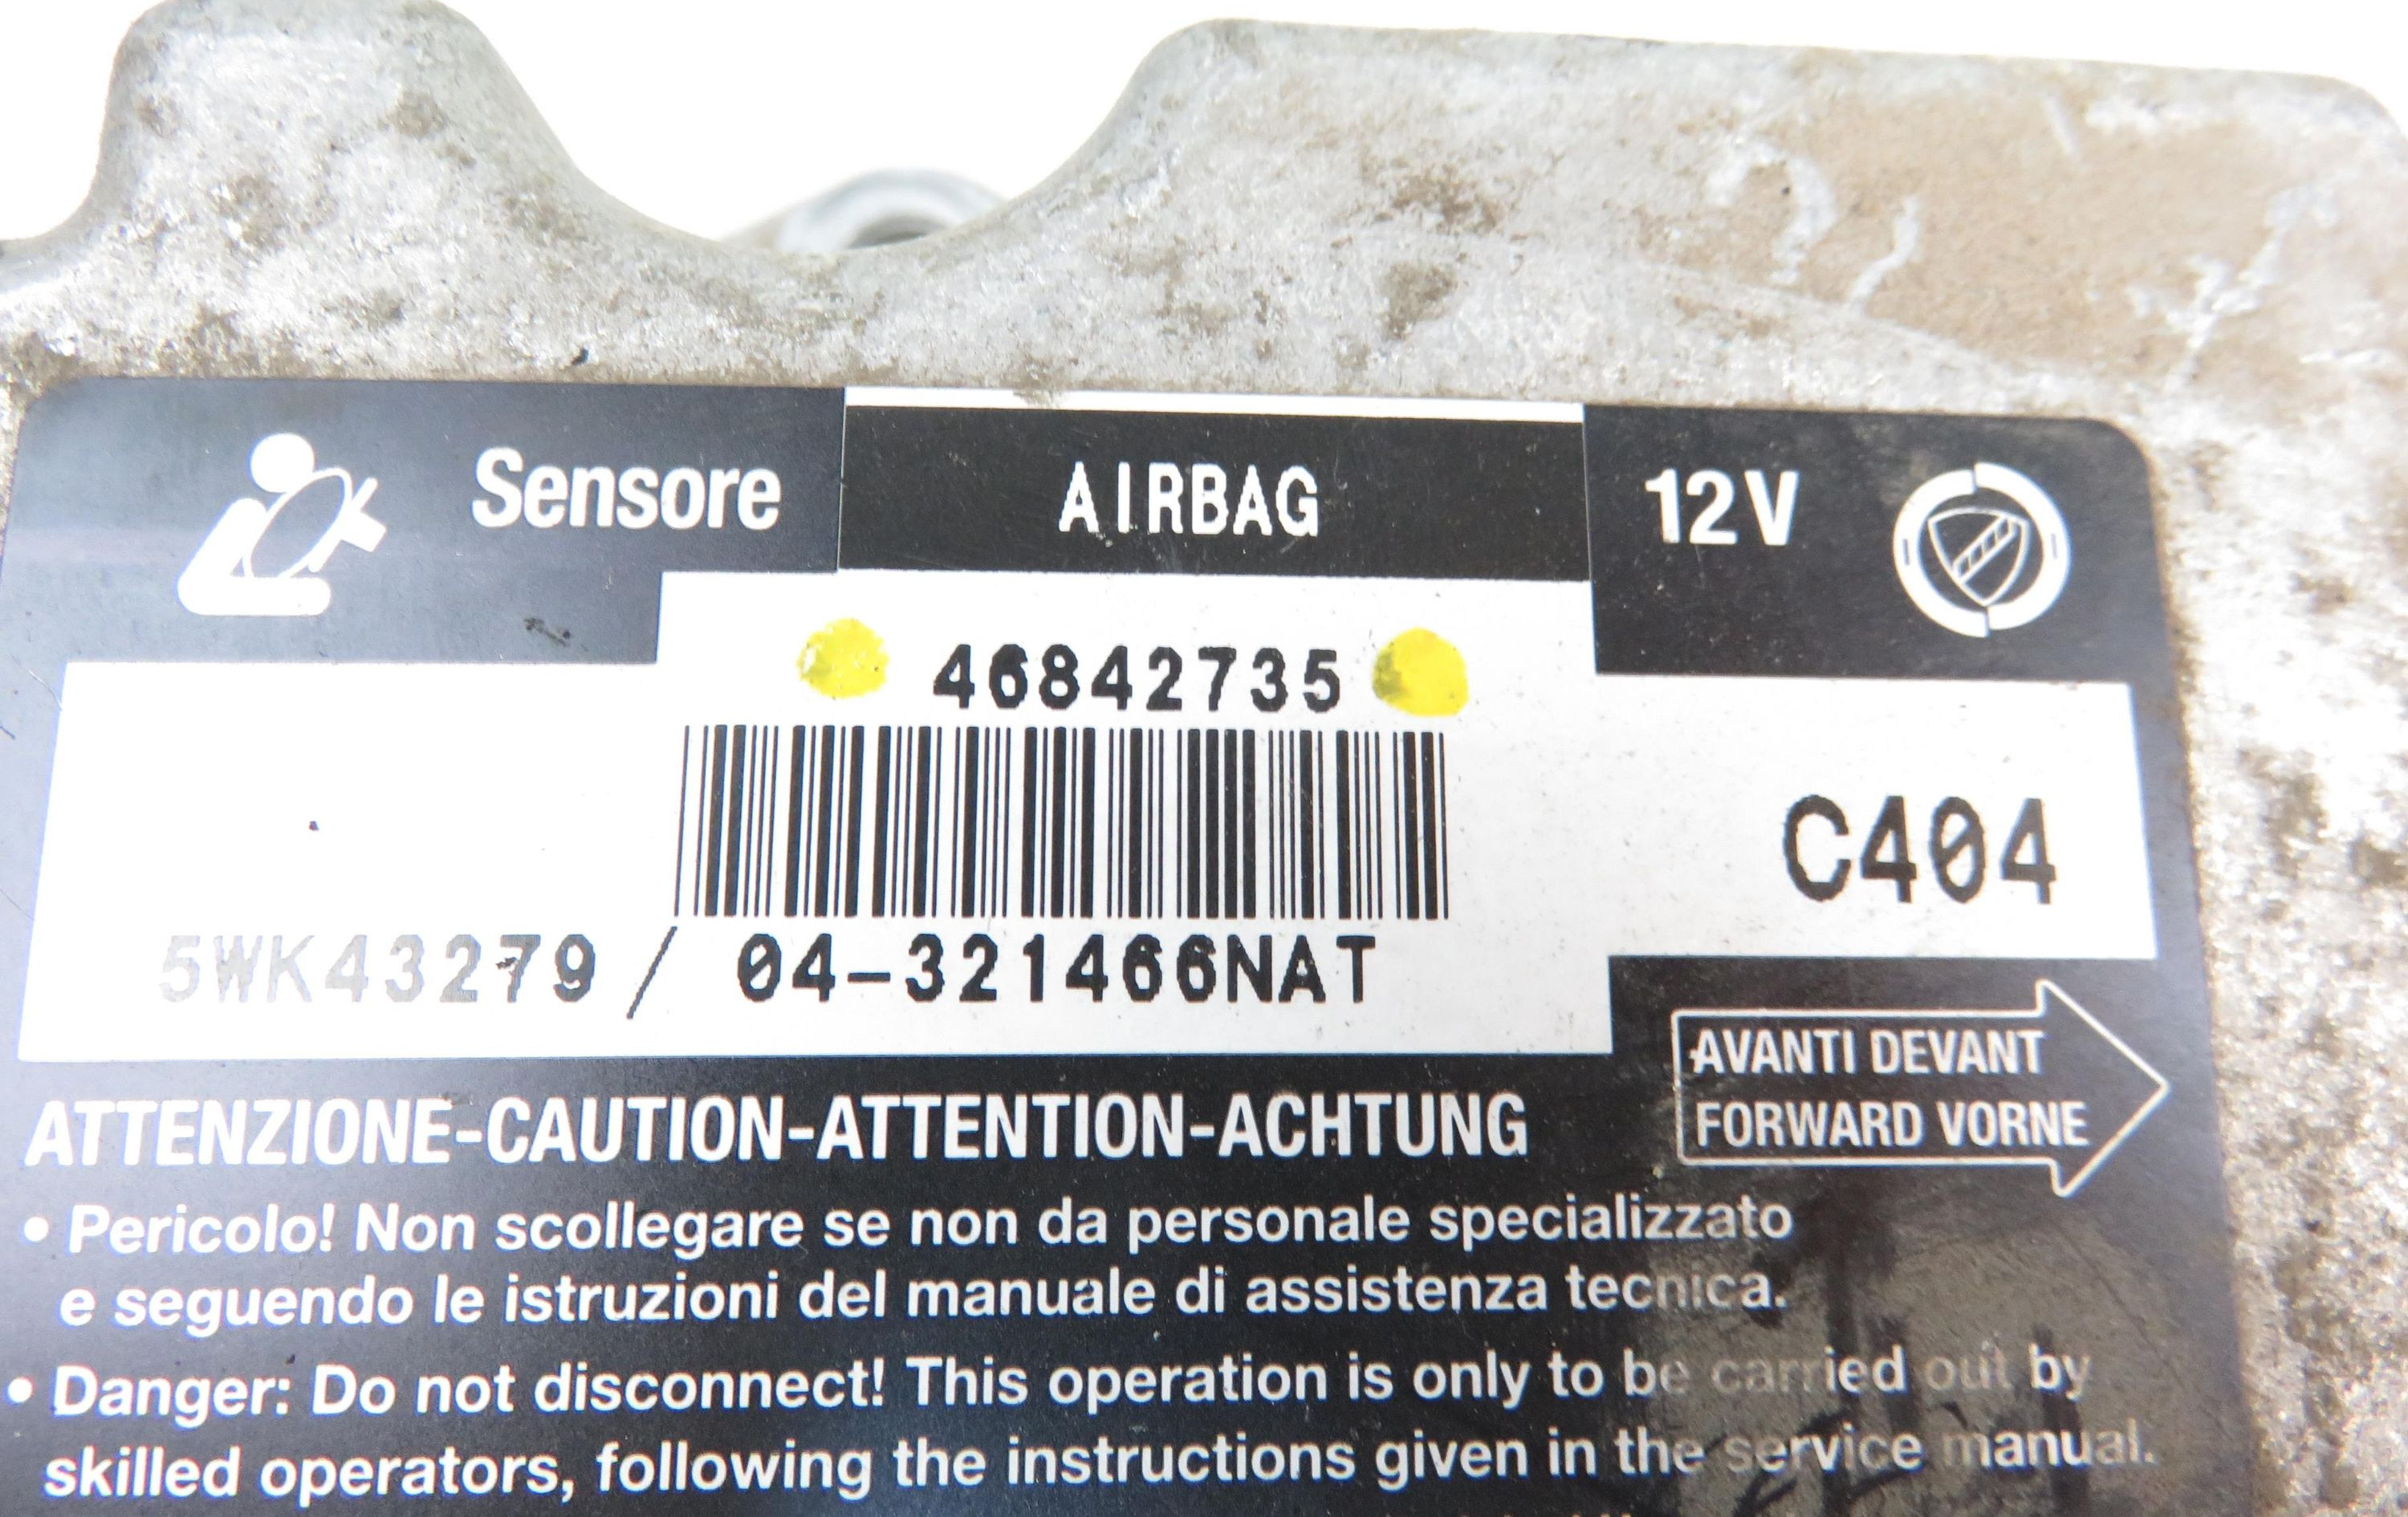 Sensore AIRBAG 12V
46842735
C404
5WK43279 / 04-321466NAT
AVANTI DEVANT
FORWARD VORNE
ATTENZIONE-CAUTION-ATTENTION-ACHTUNG
• Pericolo! Non scollegare se non da personale specializzato
e seguendo le istruzioni del manuale di assistenza tecnica.
• Danger: Do not disconnect! This operation is only to be carried out by
skilled operators, following the instructions given in the service manual.